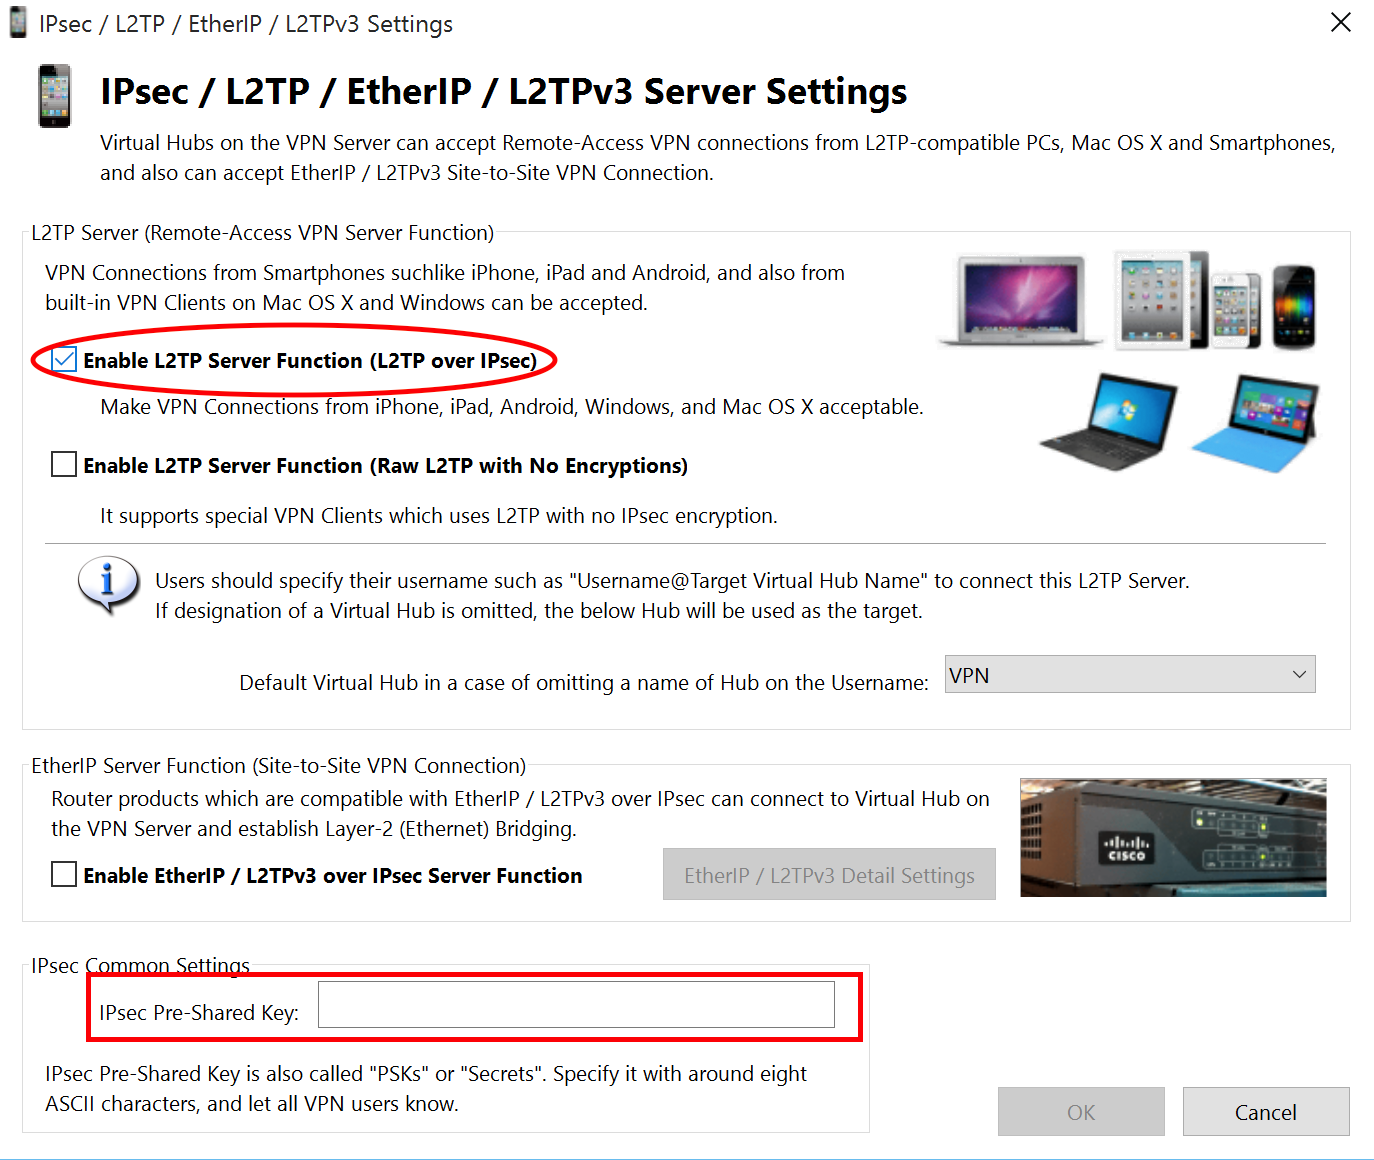 IPsec / L2TP / EtherIP / L2TPv3 Settings
IPsec / L2TP / EtherIP / L2TPv3 Server Settings
Virtual Hubs on the VPN Server can accept Remote-Access VPN connections from L2TP-compatible PCs, Mac OS X and Smartphones,
and also can accept EtherIP / L2TPv3 Site-to-Site VPN Connection.
L2TP Server (Remote-Access VPN Server Function)
VPN Connections from Smartphones suchlike iPhone, iPad and Android, and also from
built-in VPN Clients on Mac OS X and Windows can be accepted.
Enable L2TP Server Function (L2TP over IPsec)
Make VPN Connections from iPhone, iPad, Android, Windows, and Mac OS X acceptable.
Enable L2TP Server Function (Raw L2TP with No Encryptions)
It supports special VPN Clients which uses L2TP with no IPsec encryption.
Users should specify their username such as "Username@Target Virtual Hub Name" to connect this L2TP Server.
If designation of a Virtual Hub is omitted, the below Hub will be used as the target.
Default Virtual Hub in a case of omitting a name of Hub on the Username: VPN
EtherIP Server Function (Site-to-Site VPN Connection)
Router products which are compatible with EtherIP / L2TPv3 over IPsec can connect to Virtual Hub on
the VPN Server and establish Layer-2 (Ethernet) Bridging.
Enable EtherIP / L2TPv3 over IPsec Server Function
EtherIP / L2TPv3 Detail Settings
CISCO
IPsec Common Settings
IPsec Pre-Shared Key:
IPsec Pre-Shared Key is also called "PSKs" or "Secrets". Specify it with around eight
ASCII characters, and let all VPN users know.
OK
Cancel